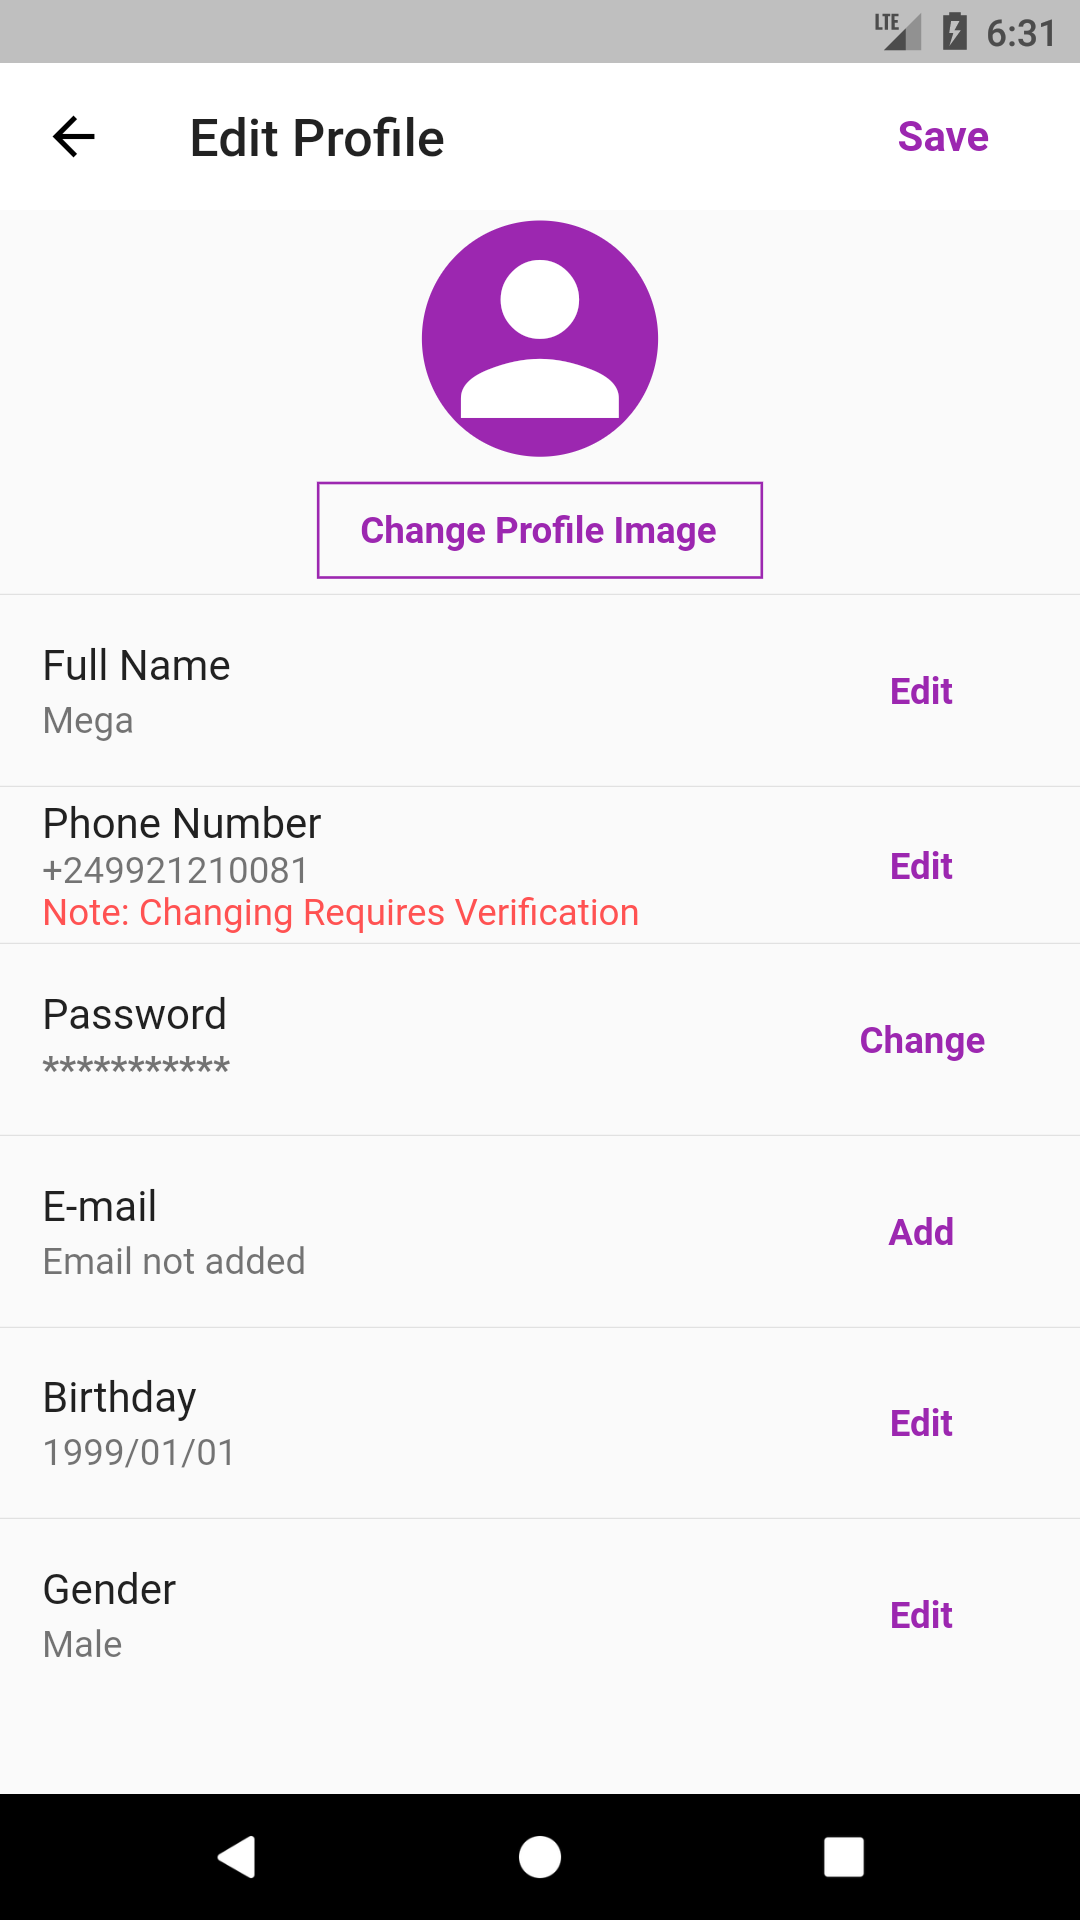 LTE 6:31
Edit Profile Save
Change Profile Image
Full Name
Mega
Edit
Phone Number
+249921210081
Note: Changing Requires Verification
Edit
Password
***********
Change
E-mail
Email not added
Add
Birthday
1999/01/01
Edit
Gender
Male
Edit